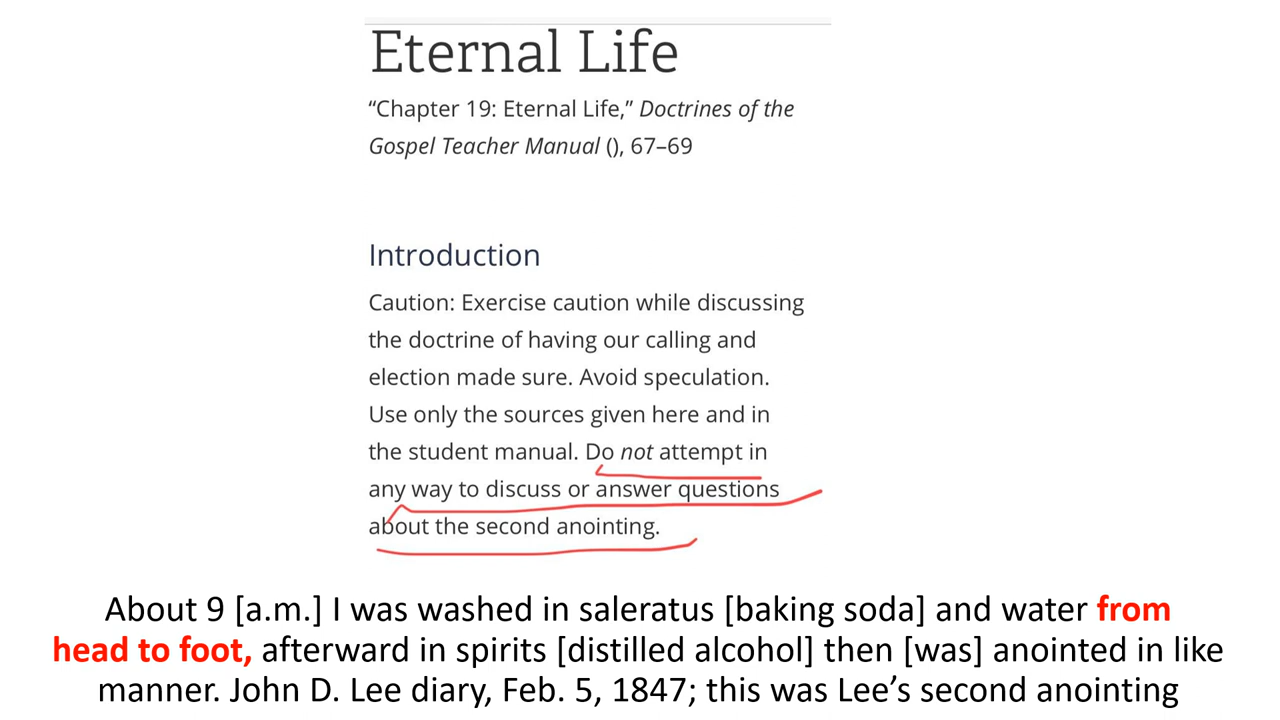 Eternal Life
“Chapter 19: Eternal Life,” Doctrines of the
Gospel Teacher Manual (), 67–69
Introduction
Caution: Exercise caution while discussing
the doctrine of having our calling and
election made sure. Avoid speculation.
Use only the sources given here and in
the student manual. Do not attempt in
any way to discuss or answer questions
about the second anointing.
About 9 [a.m.] I was washed in saleratus [baking soda] and water from
head to foot, afterward in spirits [distilled alcohol] then [was] anointed in like
manner. John D. Lee diary, Feb. 5, 1847; this was Lee’s second anointing